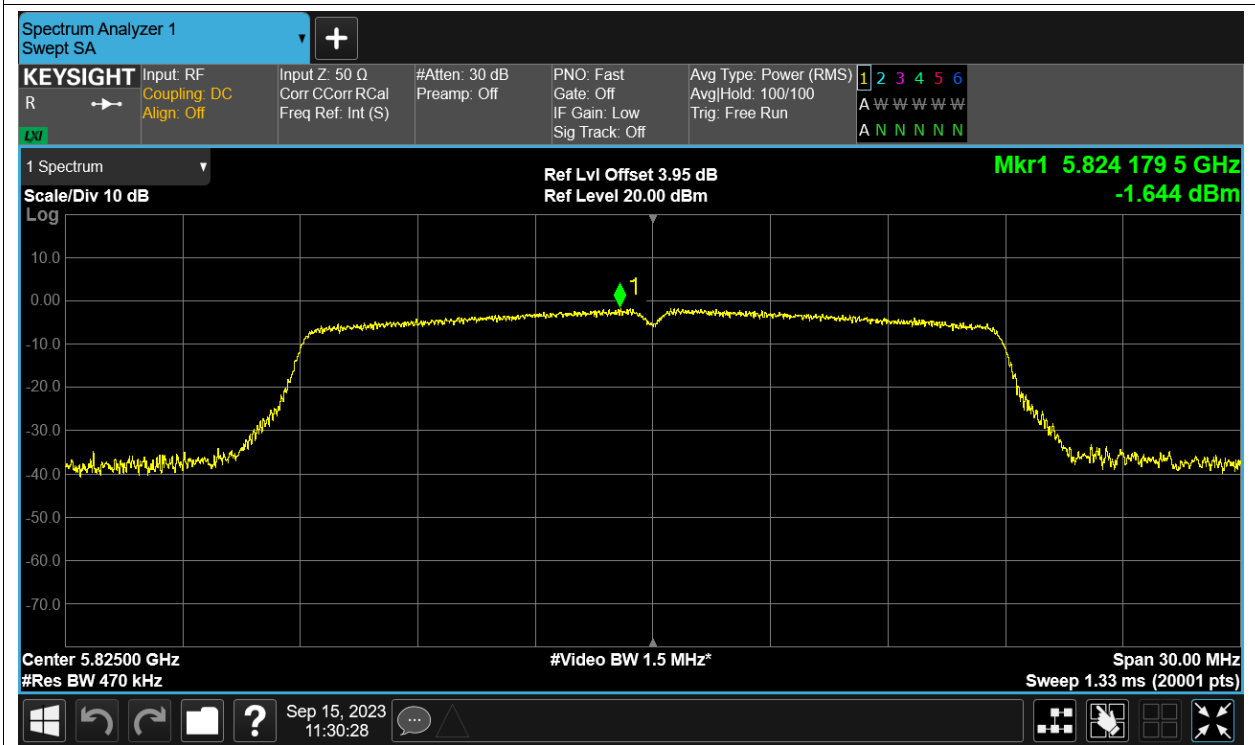 Spectrum Analyzer 1
Swept SA
KEYSIGHT
R
LXI
Input: RF
Coupling: DC
Align: Off
Input Z: 50 Ω
Corr CCorr RCal
Freq Ref: Int (S)
#Atten: 30 dB
Preamp: Off
PNO: Fast
Gate: Off
IF Gain: Low
Sig Track: Off
Avg Type: Power (RMS)
Avg|Hold: 100/100
Trig: Free Run
1 2 3 4 5 6
A W W W W W
A N N N N N
1 Spectrum
Scale/Div 10 dB
Ref Lvl Offset 3.95 dB
Ref Level 20.00 dBm
Mkr1 5.824 179 5 GHz
-1.644 dBm
Log
10.0
0.00
-10.0
-20.0
-30.0
-40.0
-50.0
-60.0
-70.0
1
Center 5.82500 GHz
#Res BW 470 kHz
#Video BW 1.5 MHz*
Span 30.00 MHz
Sweep 1.33 ms (20001 pts)
?
Sep 15, 2023
11:30:28